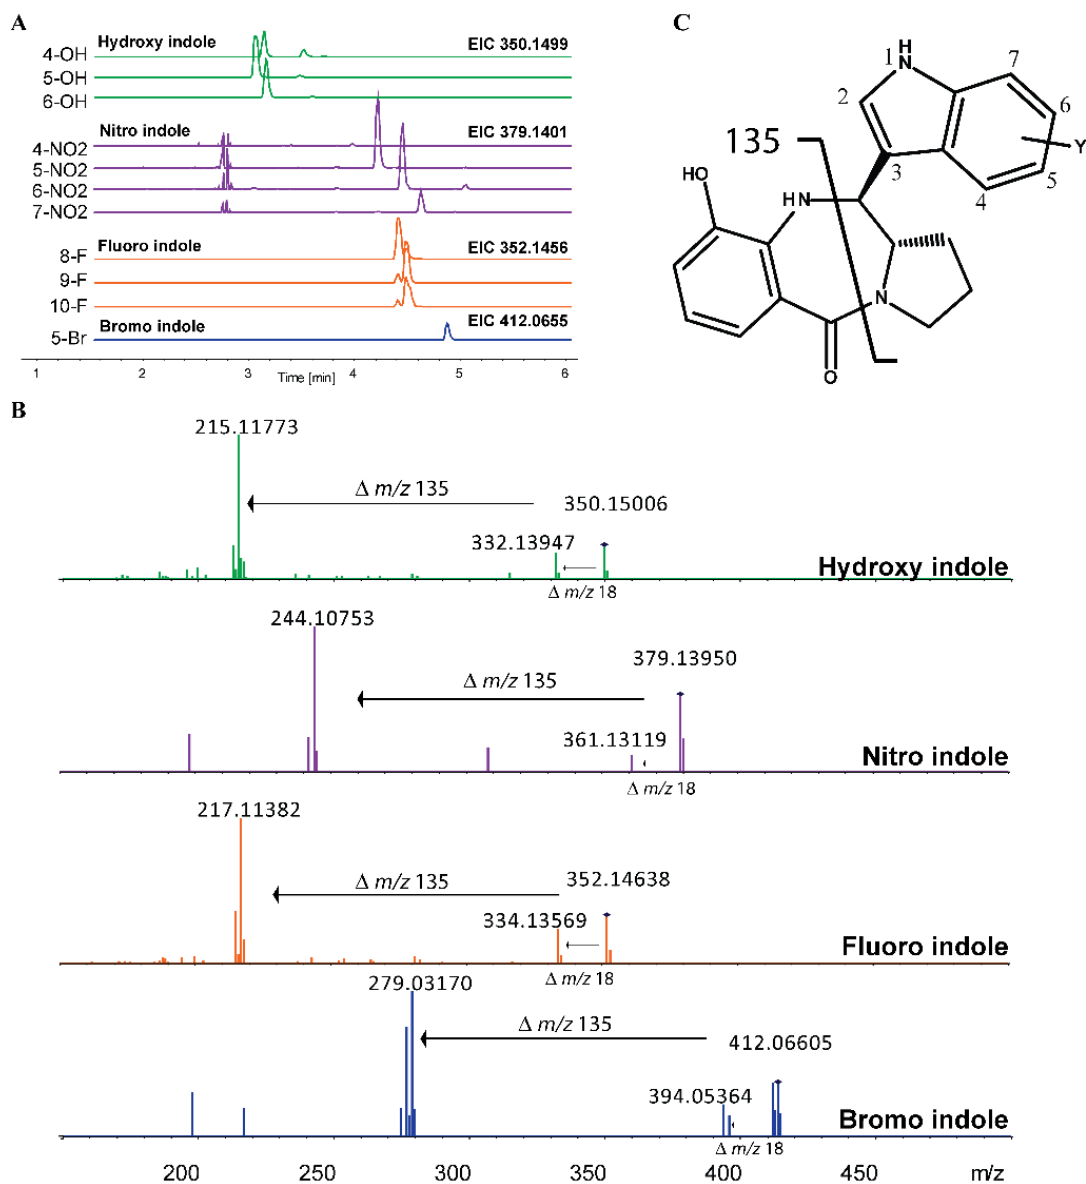 A
Hydroxy indole
EIC 350.1499
4-OH
5-OH
6-OH
Nitro indole
EIC 379.1401
4-NO2
5-NO2
6-NO2
7-NO2
Fluoro indole
EIC 352.1456
8-F
9-F
10-F
Bromo indole
EIC 412.0655
5-Br
1 2 3 4 5 6
Time [min]
C
H
N
1
2
3
4
5
6
7
Y
135
HO
HN
N
O
B
215.11773
Δ m/z 135
350.15006
332.13947
Δ m/z 18
Hydroxy indole
244.10753
Δ m/z 135
379.13950
361.13119
Δ m/z 18
Nitro indole
217.11382
Δ m/z 135
352.14638
334.13569
Δ m/z 18
Fluoro indole
279.03170
Δ m/z 135
412.06605
394.05364
Δ m/z 18
Bromo indole
200 250 300 350 400 450 m/z